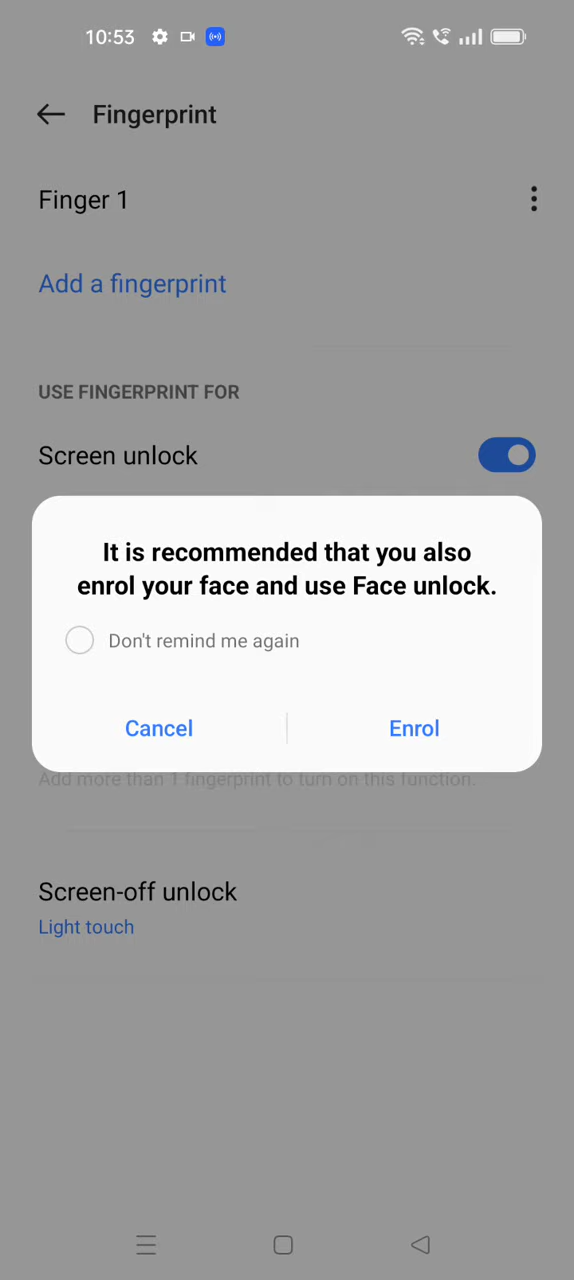 10:53
Fingerprint
Finger 1
Add a fingerprint
USE FINGERPRINT FOR
Screen unlock
It is recommended that you also
enrol your face and use Face unlock.
Don't remind me again
Cancel
Enrol
Add more than 1 fingerprint to turn on this function.
Screen-off unlock
Light touch